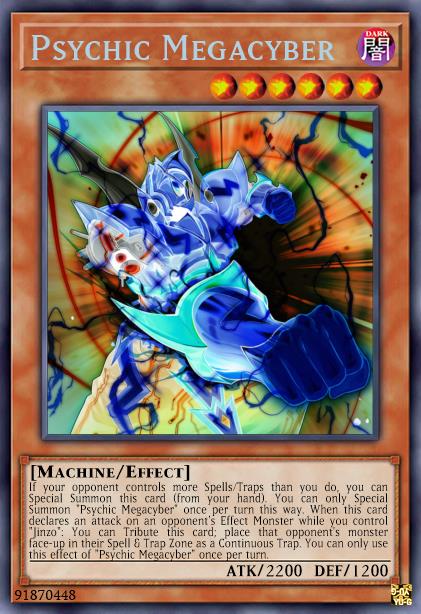 Psychic Megacyber
DARK
闇
[Machine/Effect]
If your opponent controls more Spells/Traps than you do, you can
Special Summon this card (from your hand). You can only Special
Summon "Psychic Megacyber" once per turn this way. When this card
declares an attack on an opponent's Effect Monster while you control
"Jinzo": You can Tribute this card; place that opponent's monster
face-up in their Spell & Trap Zone as a Continuous Trap. You can only use
this effect of "Psychic Megacyber" once per turn.
ATK/2200 DEF/1200
91870448